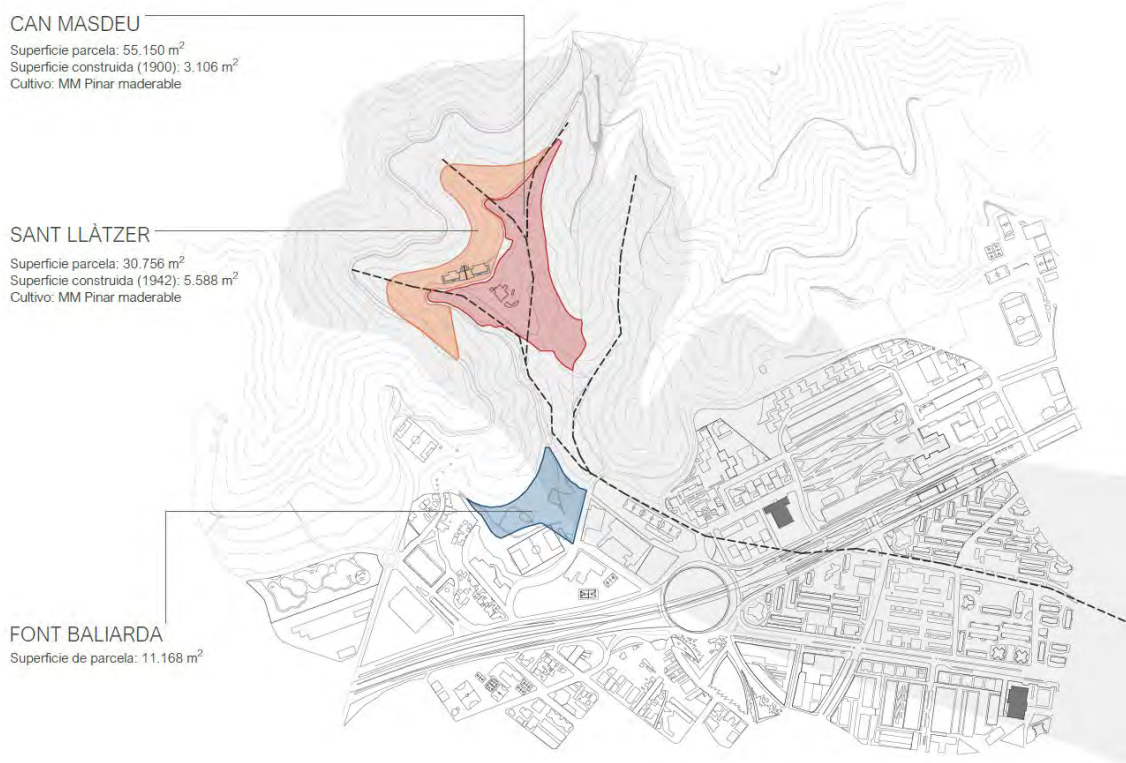 CAN MASDEU
Superficie parcela: 55.150 m²
Superficie construida (1900): 3.106 m²
Cultivo: MM Pinar maderable
SANT LLÀTZER
Superficie parcela: 30.756 m²
Superficie construida (1942): 5.588 m²
Cultivo: MM Pinar maderable
FONT BALIARDA
Superficie de parcela: 11.168 m²